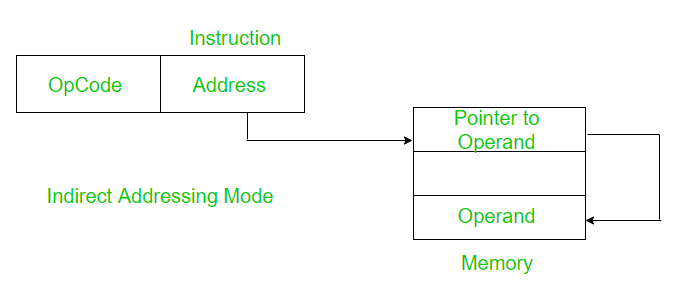 Instruction
OpCode
Address
Pointer to
Operand
Indirect Addressing Mode
Operand
Memory